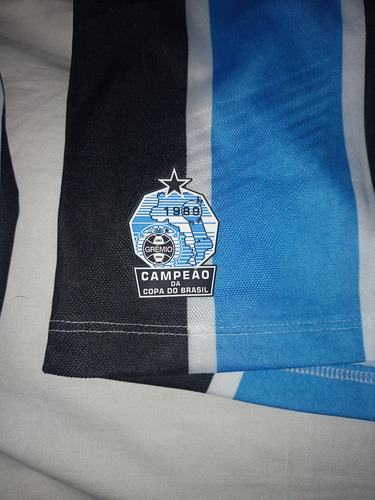 1989
GRÊMIO
CAMPEÃO
DA
COPA DO BRASIL